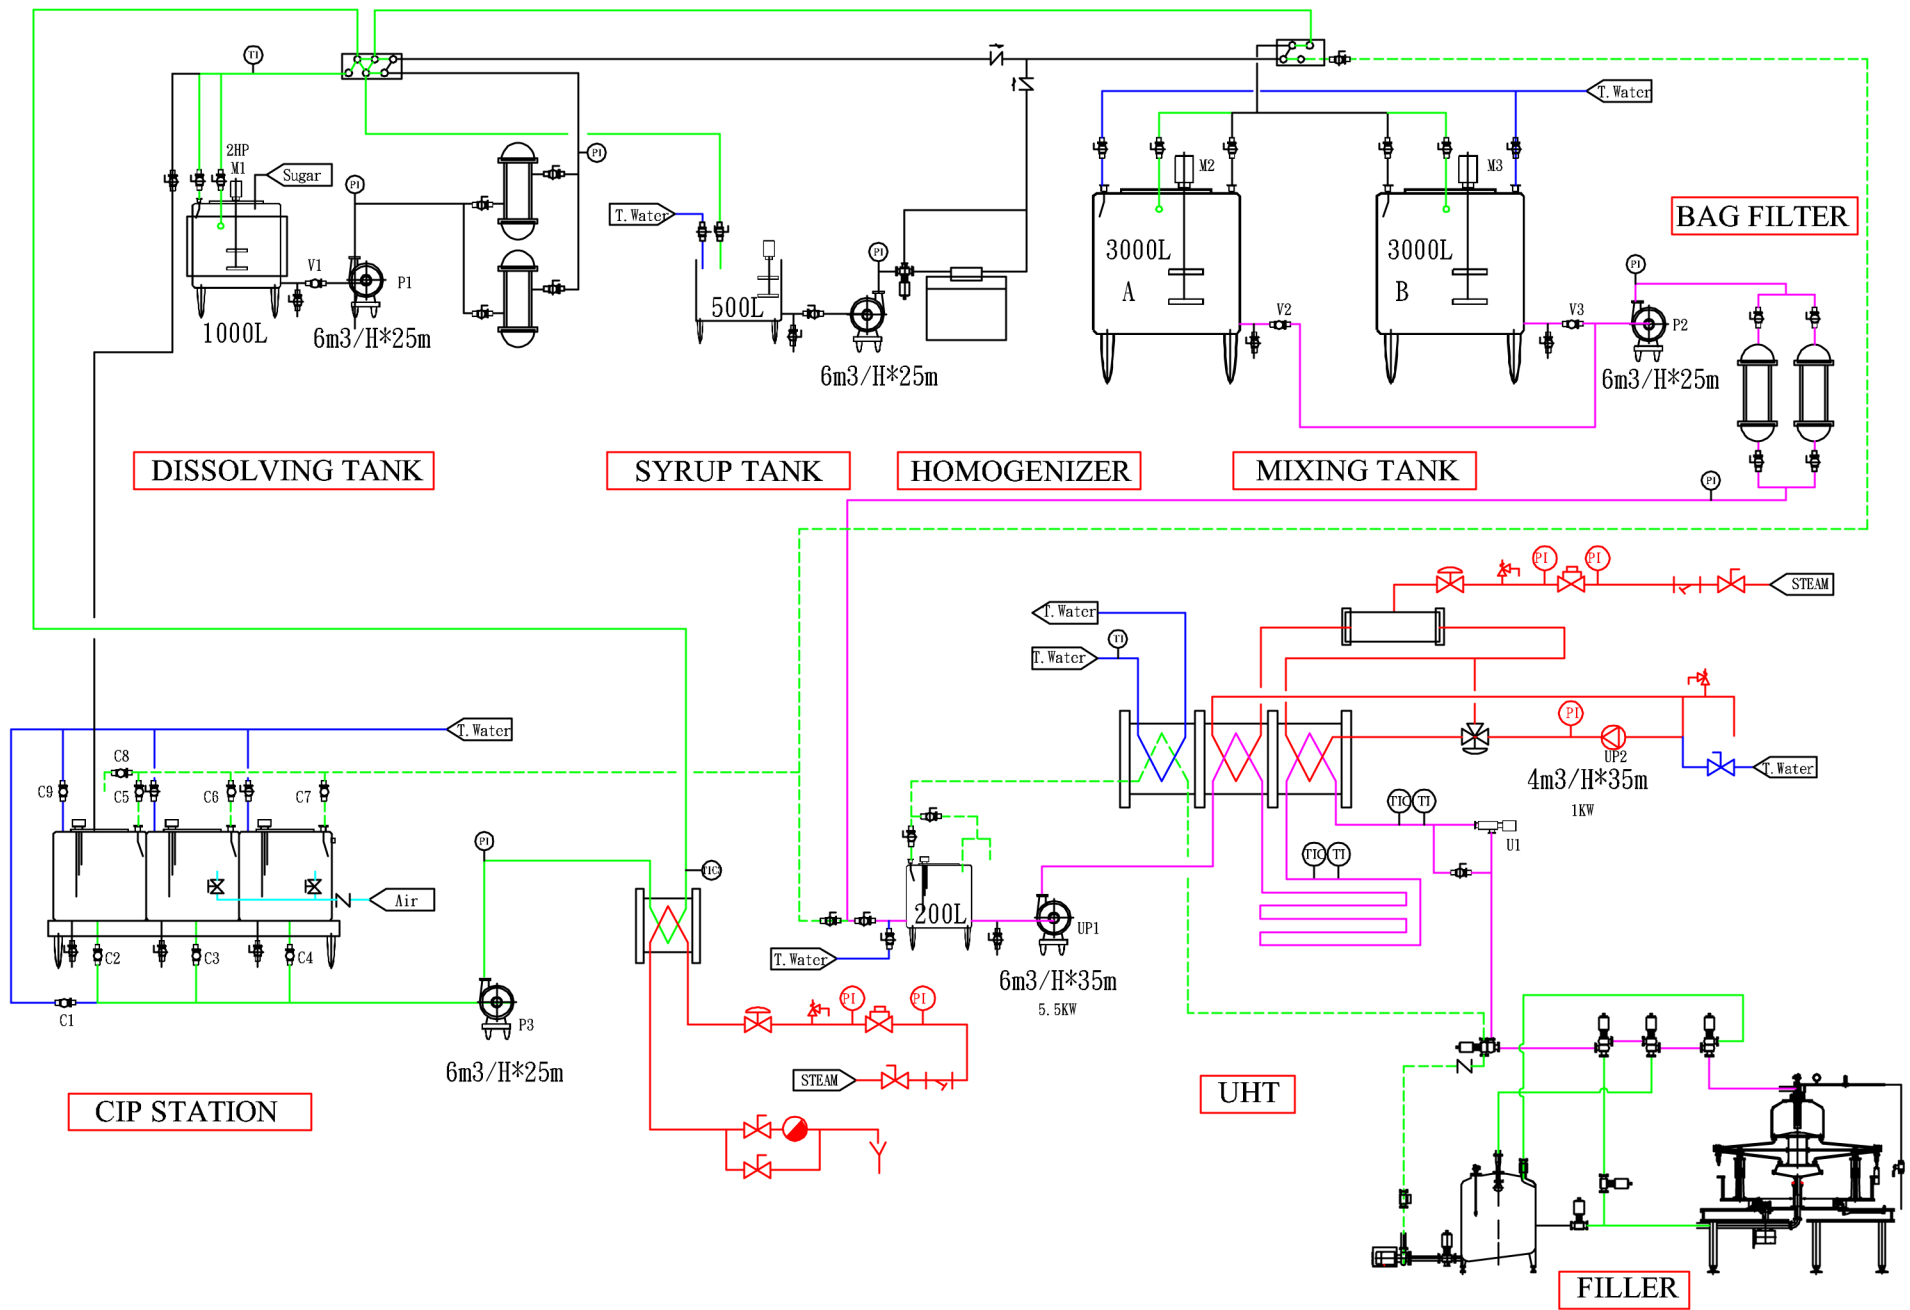 TI
2HP
M1
Sugar
PI
PI
V1
P1
1000L
6m3/H*25m
DISSOLVING TANK
T.Water
500L
PI
6m3/H*25m
SYRUP TANK
HOMOGENIZER
T.Water
M2
M3
3000L
A
3000L
B
V2
V3
MIXING TANK
BAG FILTER
PI
P2
6m3/H*25m
PI
T.Water
C8
C9
C5
C6
C7
Air
C2
C3
C4
C1
PI
P3
6m3/H*25m
CIP STATION
TIC
PI
PI
STEAM
T.Water
T.Water
TI
200L
T.Water
UP1
6m3/H*35m
5.5KW
PI
PI
STEAM
PI
UP2
4m3/H*35m
1KW
T.Water
TIC
TI
U1
TIC
TI
UHT
FILLER